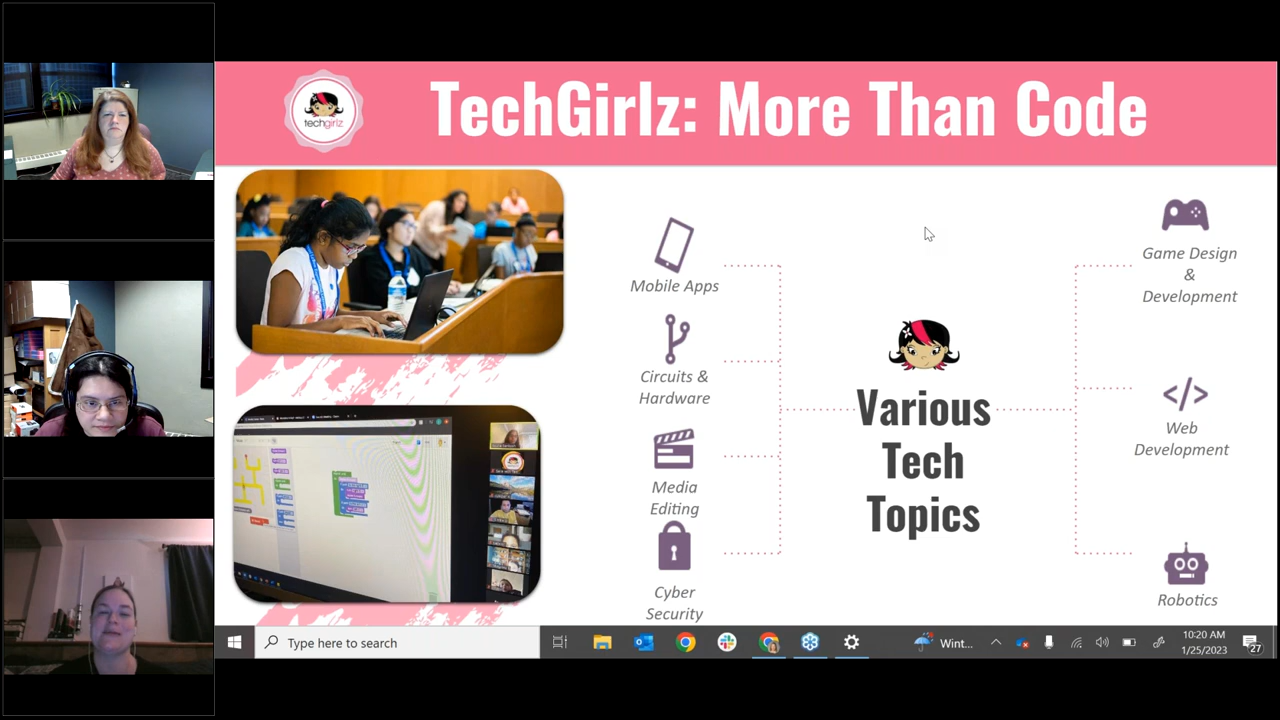 TechGirlz: More Than Code
techgirlz
Mobile Apps
Circuits &
Hardware
Media
Editing
Cyber
Security
Various
Tech
Topics
Game Design
&
Development
</>
Web
Development
Robotics
Type here to search
Wint...
10:20 AM
1/25/2023
27